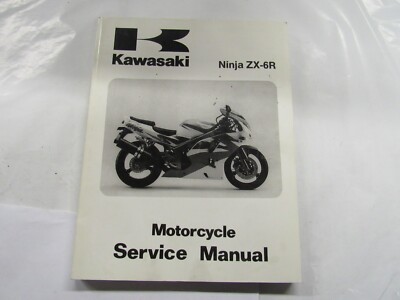 Kawasaki
Ninja ZX-6R
Motorcycle
Service Manual